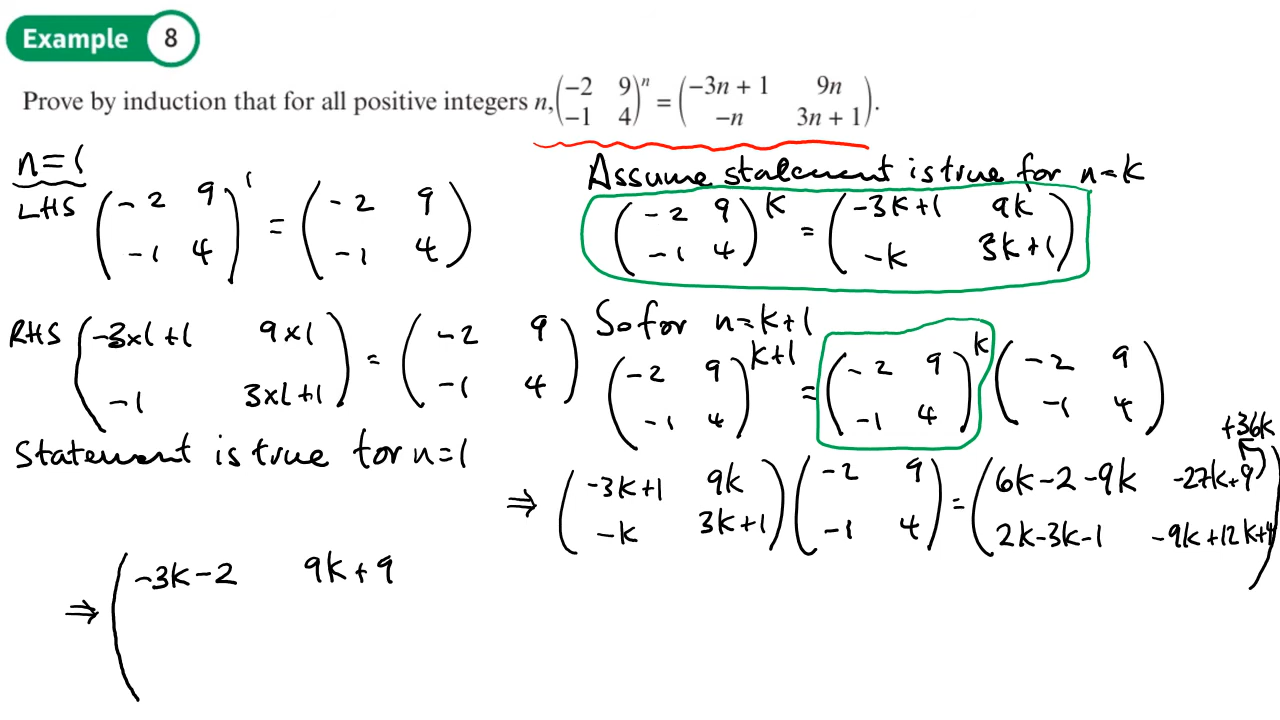 Example 8
Prove by induction that for all positive integers n, (−2 9 / −1 4)^n = (−3n + 1 9n / −n 3n + 1).
n=1
LHS (-2 9 / -1 4)^1 = (-2 9 / -1 4)
RHS (-3×1+1 9×1 / -1 3×1+1) = (-2 9 / -1 4)
Statement is true for n=1
Assume statement is true for n=k
(-2 9 / -1 4)^k = (-3k+1 9k / -k 3k+1)
So for n=k+1
(-2 9 / -1 4)^k+1 = (-2 9 / -1 4)^k (-2 9 / -1 4)
⇒ (-3k+1 9k / -k 3k+1)(-2 9 / -1 4) = (6k-2-9k -27k+9 +36k / 2k-3k-1 -9k+12k+4)
⇒ (-3k-2 9k+9